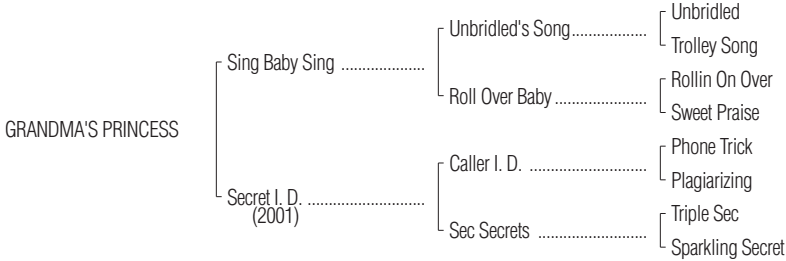 Unbridled
Unbridled's Song...................
Trolley Song
Sing Baby Sing ....................
Rollin On Over
Roll Over Baby ......................
Sweet Praise
GRANDMA'S PRINCESS
Phone Trick
Caller I. D. ............................
Plagiarizing
Secret I. D. ............................
(2001)
Triple Sec
Sec Secrets ..........................
Sparkling Secret